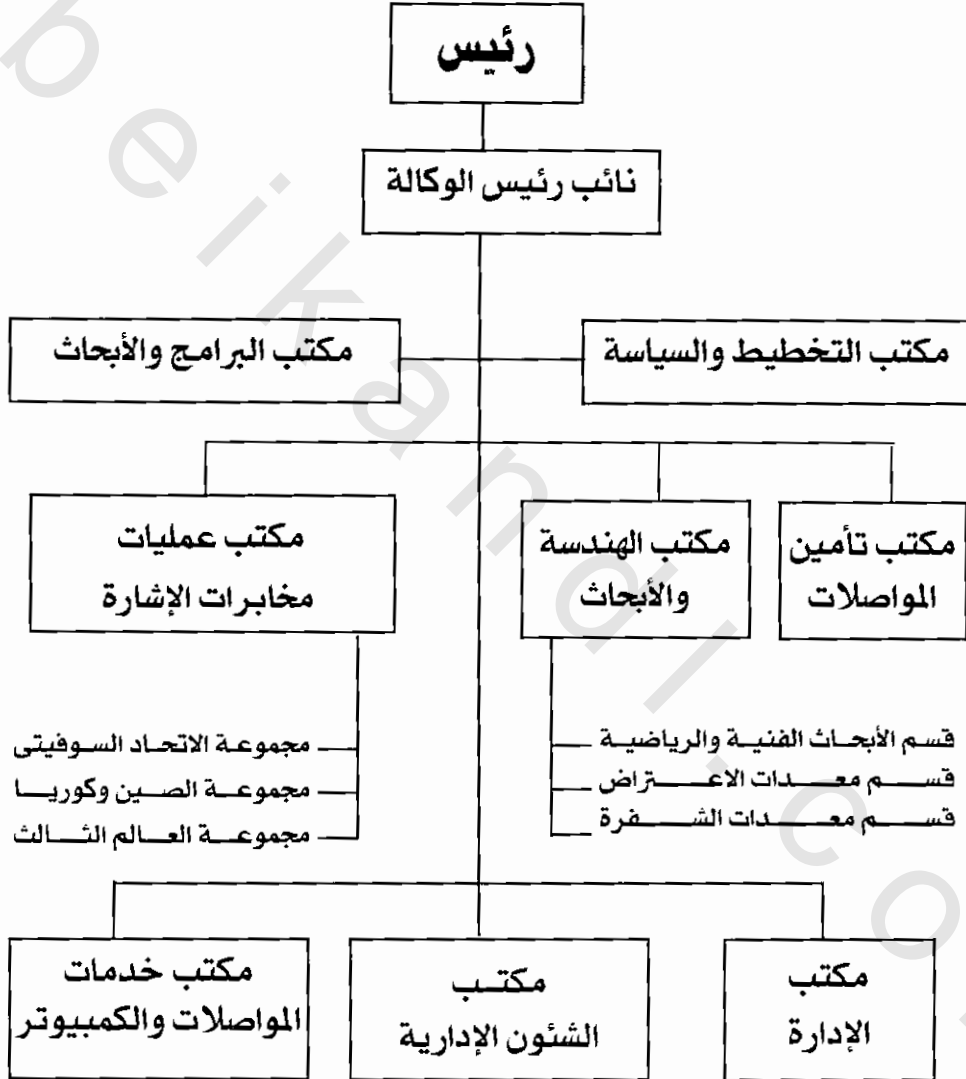 رئيس
نائب رئيس الوكالة
مكتب التخطيط والسياسة
مكتب البرامج والأبحاث
مكتب تأمين
المواصلات
مكتب الهندسة
والأبحاث
مكتب عمليات
مخابرات الإشارة
قسم الأبحاث الفنية والرياضية
قسم معدات الاعتراض
قسم معدات الشفرة
مجموعة الاتحاد السوفيتى
مجموعة الصين وكوريا
مجموعة العالم الثالث
مكتب
الإدارة
مكتب
الشئون الإدارية
مكتب خدمات
المواصلات والكمبيوتر
beikandl.co